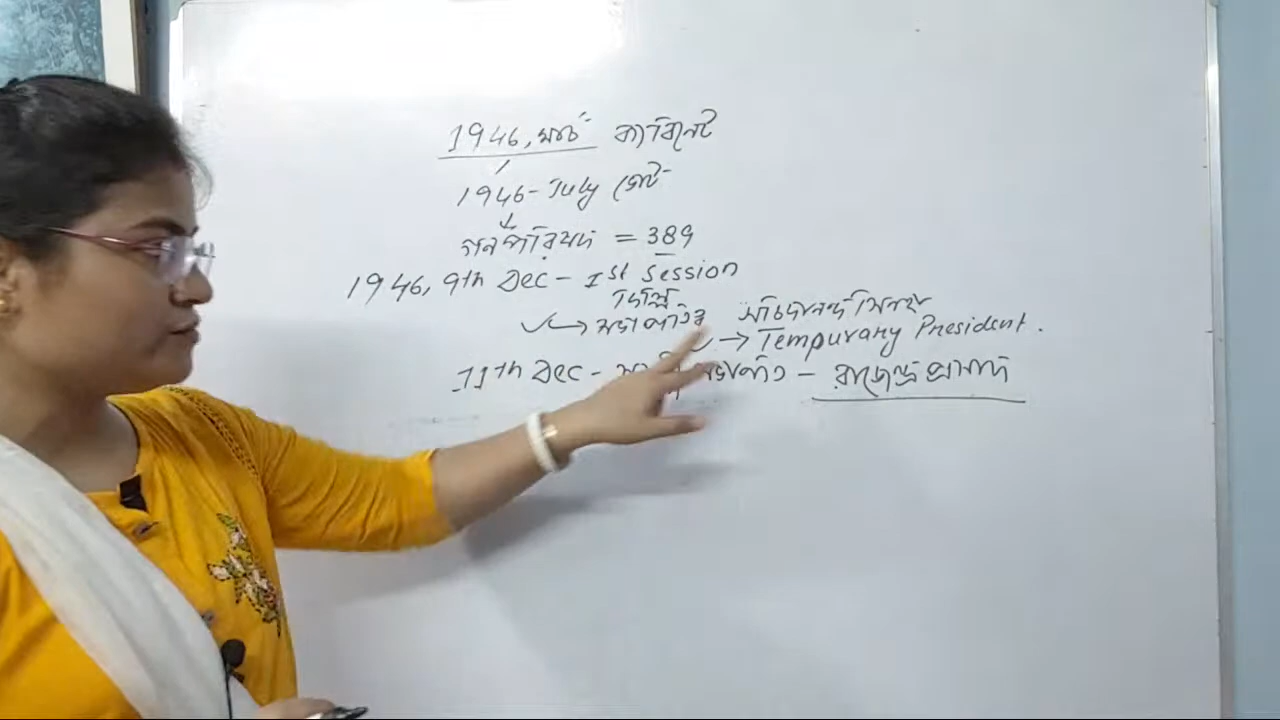 1946, মার্চ ক্যাবিনেট
1946- July ভোট
গনপরিষদ = 389
1946, 9th Dec - 1st Session
দিল্লি
সভাপতিত্ব সচ্চিদানন্দ সিনহা
→ Tempurary President.
11th Dec - সভাপতি - রাজেন্দ্র প্রসাদ